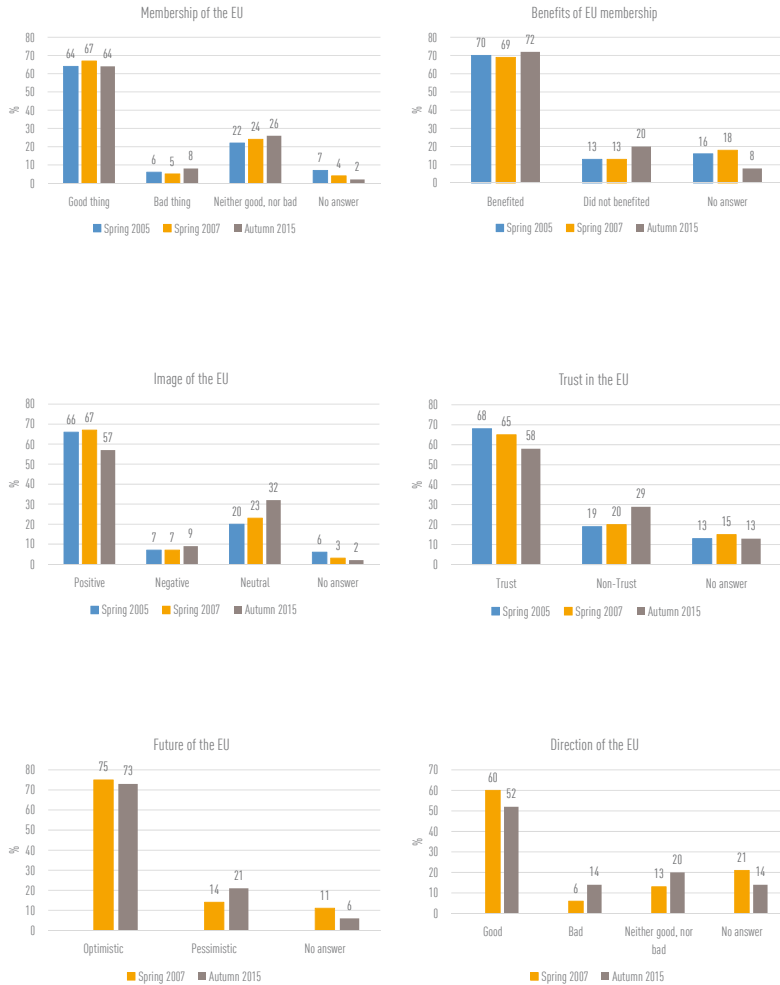 Membership of the EU
80
70
60
50
40
30
20
10
0
%
64 67 64
6 5 8
22 24 26
7 4 2
Good thing Bad thing Neither good, nor bad No answer
Spring 2005 Spring 2007 Autumn 2015
Benefits of EU membership
80
70
60
50
40
30
20
10
0
%
70 69 72
13 13 20
16 18 8
Benefited Did not benefited No answer
Spring 2005 Spring 2007 Autumn 2015
Image of the EU
80
70
60
50
40
30
20
10
0
%
66 67 57
7 7 9
20 23 32
6 3 2
Positive Negative Neutral No answer
Spring 2005 Spring 2007 Autumn 2015
Trust in the EU
80
70
60
50
40
30
20
10
0
%
68 65 58
19 20 29
13 15 13
Trust Non-Trust No answer
Spring 2005 Spring 2007 Autumn 2015
Future of the EU
80
70
60
50
40
30
20
10
0
%
75 73
14 21
11 6
Optimistic Pessimistic No answer
Spring 2007 Autumn 2015
Direction of the EU
70
60
50
40
30
20
10
0
%
60 52
6 14
13 20
21 14
Good Bad Neither good, nor No answer
bad
Spring 2007 Autumn 2015